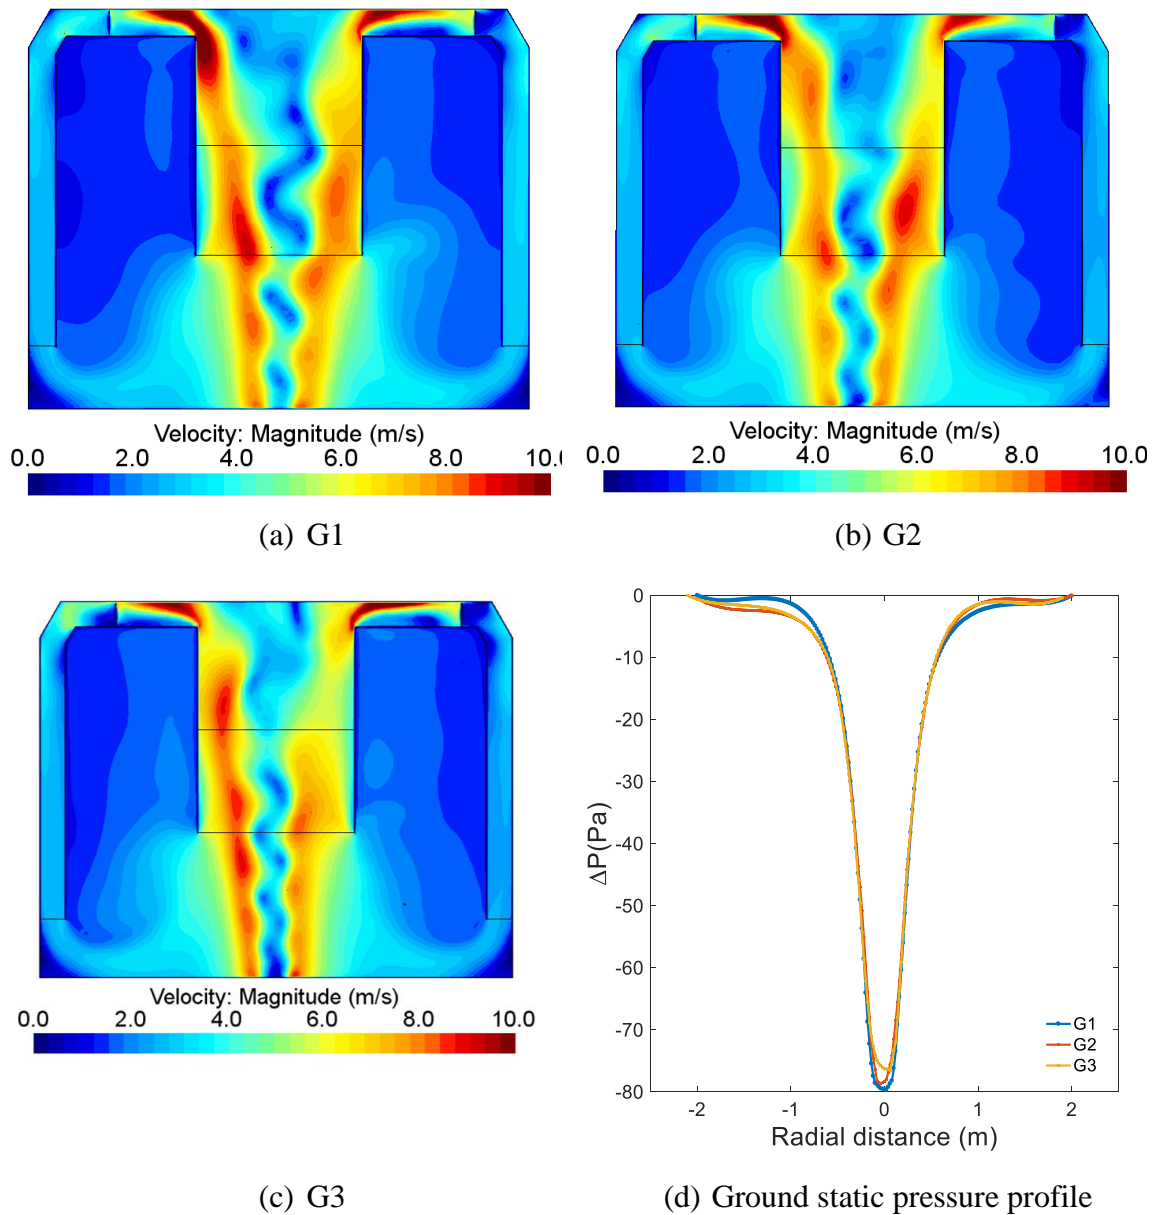 Velocity: Magnitude (m/s)
0.0 2.0 4.0 6.0 8.0 10.0
(a) G1
Velocity: Magnitude (m/s)
0.0 2.0 4.0 6.0 8.0 10.0
(b) G2
Velocity: Magnitude (m/s)
0.0 2.0 4.0 6.0 8.0 10.0
(c) G3
0
-10
-20
-30
-40
-50
-60
-70
-80
ΔP(Pa)
G1
G2
G3
-2 -1 0 1 2
Radial distance (m)
(d) Ground static pressure profile